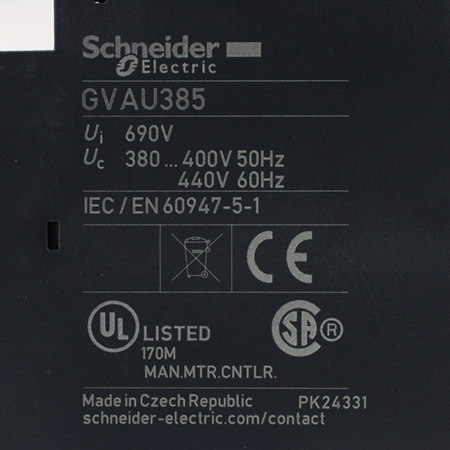 Schneider
Electric
GVAU385
Ui 690V
Uc 380 ... 400V 50Hz
440V 60Hz
IEC / EN 60947-5-1
CE
UL LISTED
170M
MAN.MTR.CNTLR.
SA ®
Made in Czech Republic PK24331
schneider-electric.com/contact